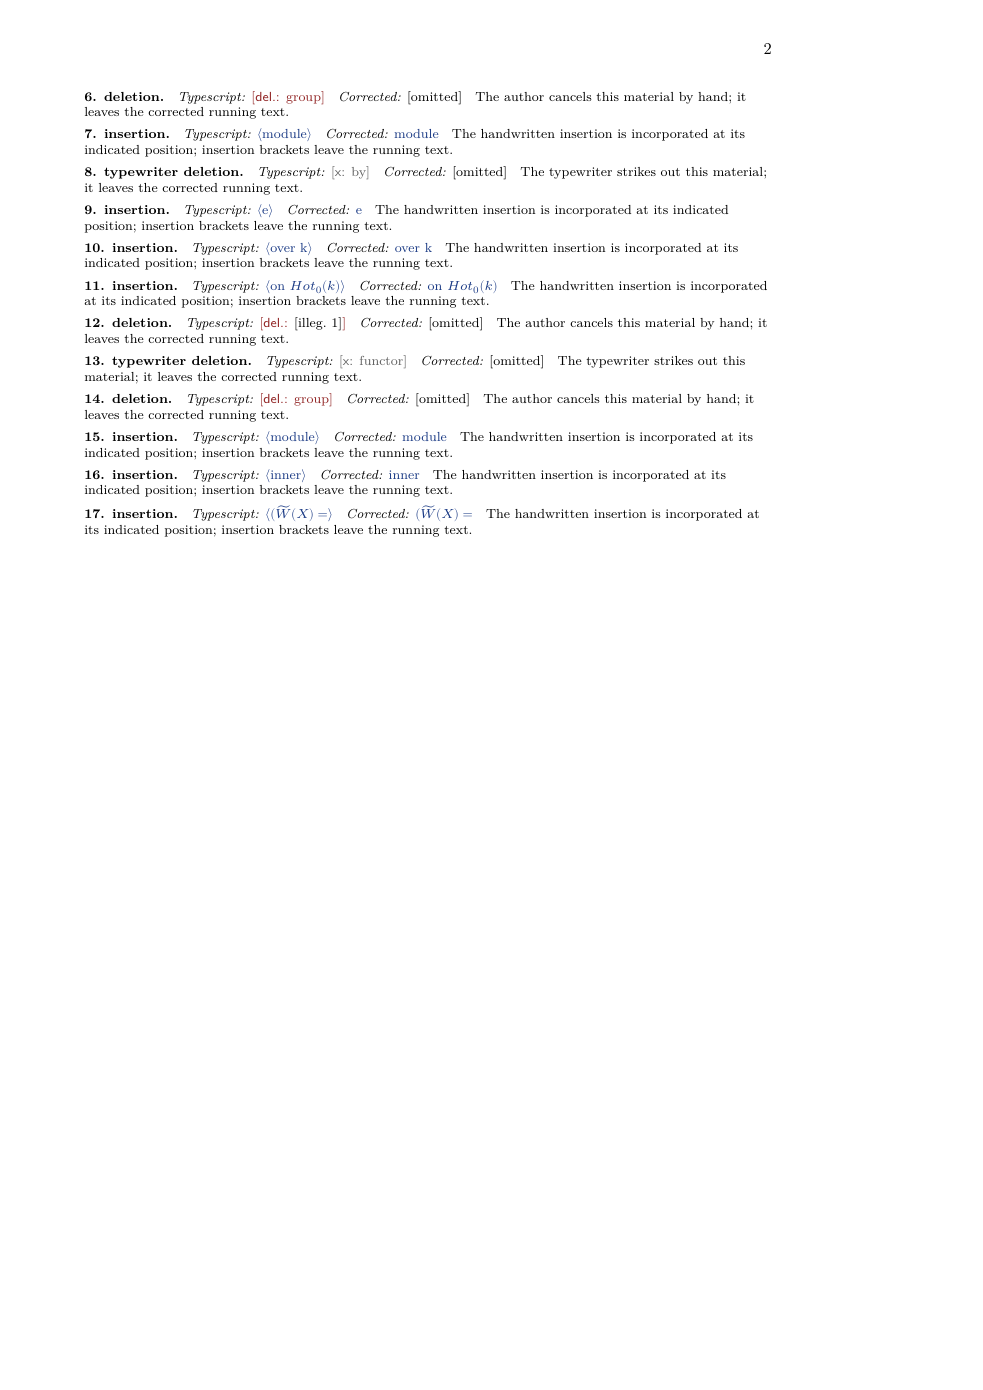 2
6. deletion. Typescript: [del.: group] Corrected: [omitted] The author cancels this material by hand; it
leaves the corrected running text.
7. insertion. Typescript: ⟨module⟩ Corrected: module The handwritten insertion is incorporated at its
indicated position; insertion brackets leave the running text.
8. typewriter deletion. Typescript: [x: by] Corrected: [omitted] The typewriter strikes out this material;
it leaves the corrected running text.
9. insertion. Typescript: ⟨e⟩ Corrected: e The handwritten insertion is incorporated at its indicated
position; insertion brackets leave the running text.
10. insertion. Typescript: ⟨over k⟩ Corrected: over k The handwritten insertion is incorporated at its
indicated position; insertion brackets leave the running text.
11. insertion. Typescript: ⟨on Hot₀(k)⟩ Corrected: on Hot₀(k) The handwritten insertion is incorporated
at its indicated position; insertion brackets leave the running text.
12. deletion. Typescript: [del.: [illeg. 1]] Corrected: [omitted] The author cancels this material by hand; it
leaves the corrected running text.
13. typewriter deletion. Typescript: [x: functor] Corrected: [omitted] The typewriter strikes out this
material; it leaves the corrected running text.
14. deletion. Typescript: [del.: group] Corrected: [omitted] The author cancels this material by hand; it
leaves the corrected running text.
15. insertion. Typescript: ⟨module⟩ Corrected: module The handwritten insertion is incorporated at its
indicated position; insertion brackets leave the running text.
16. insertion. Typescript: ⟨inner⟩ Corrected: inner The handwritten insertion is incorporated at its
indicated position; insertion brackets leave the running text.
17. insertion. Typescript: ⟨(W̃(X) =⟩ Corrected: (W̃(X) = The handwritten insertion is incorporated at
its indicated position; insertion brackets leave the running text.